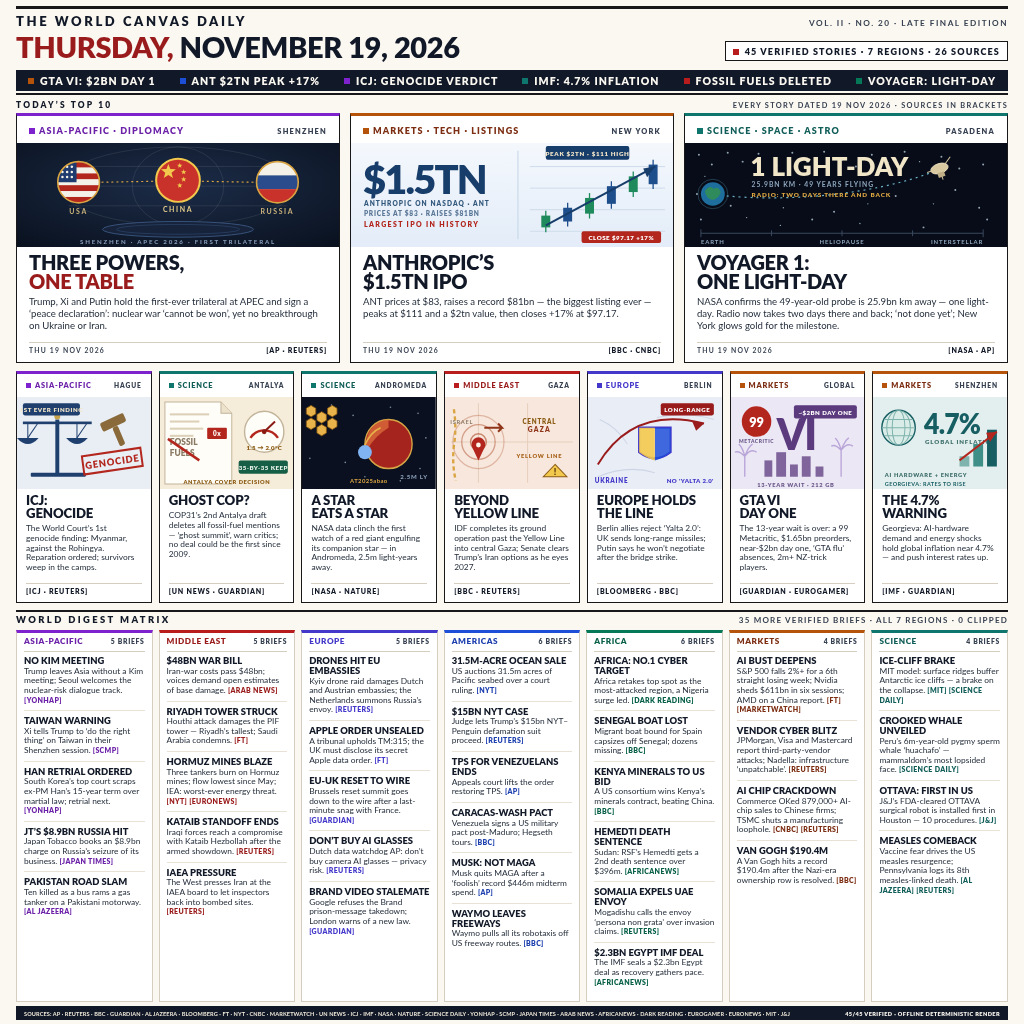 THE WORLD CANVAS DAILY
VOL. II · NO. 20 · LATE FINAL EDITION
THURSDAY, NOVEMBER 19, 2026
45 VERIFIED STORIES · 7 REGIONS · 26 SOURCES
GTA VI: $2BN DAY 1
ANT $2TN PEAK +17%
ICJ: GENOCIDE VERDICT
IMF: 4.7% INFLATION
FOSSIL FUELS DELETED
VOYAGER: LIGHT-DAY
TODAY'S TOP 10
EVERY STORY DATED 19 NOV 2026 · SOURCES IN BRACKETS
ASIA-PACIFIC · DIPLOMACY
SHENZHEN
USA
CHINA
RUSSIA
SHENZHEN · APEC 2026 · FIRST TRILATERAL
THREE POWERS,
ONE TABLE
Trump, Xi and Putin hold the first-ever trilateral at APEC and sign a
'peace declaration': nuclear war 'cannot be won', yet no breakthrough
on Ukraine or Iran.
THU 19 NOV 2026
[AP · REUTERS]
MARKETS · TECH · LISTINGS
NEW YORK
$1.5TN
ANTHROPIC ON NASDAQ · ANT
PRICES AT $83 · RAISES $81BN
LARGEST IPO IN HISTORY
PEAK $2TN · $111 HIGH
CLOSE $97.17 +17%
ANTHROPIC'S
$1.5TN IPO
ANT prices at $83, raises a record $81bn — the biggest listing ever —
peaks at $111 and a $2tn value, then closes +17% at $97.17.
THU 19 NOV 2026
[BBC · CNBC]
SCIENCE · SPACE · ASTRO
PASADENA
1 LIGHT-DAY
25.9BN KM · 49 YEARS FLYING
RADIO: TWO DAYS THERE AND BACK
EARTH
HELIOPAUSE
INTERSTELLAR
VOYAGER 1:
ONE LIGHT-DAY
NASA confirms the 49-year-old probe is 25.9bn km away — one light-
day. Radio now takes two days there and back; 'not done yet'; New
York glows gold for the milestone.
THU 19 NOV 2026
[NASA · AP]
ASIA-PACIFIC
HAGUE
ST EVER FINDING
GENOCIDE
ICJ:
GENOCIDE
The World Court's 1st
genocide finding: Myanmar,
against the Rohingya.
Reparation ordered; survivors
weep in the camps.
[ICJ · REUTERS]
SCIENCE
ANTALYA
FOSSIL
FUELS
0x
1.5 → 2.0°C
35-BY-35 KEEP
ANTALYA COVER DECISION
GHOST COP?
COP31's 2nd Antalya draft
deletes all fossil-fuel mentions
— 'ghost summit', warn critics;
no deal could be the first since
2009.
[UN NEWS · GUARDIAN]
SCIENCE
ANDROMEDA
AT2025abao
2.5M LY
A STAR
EATS A STAR
NASA data clinch the first
watch of a red giant engulfing
its companion star — in
Andromeda, 2.5m light-years
away.
[NASA · NATURE]
MIDDLE EAST
GAZA
ISRAEL
CENTRAL
GAZA
YELLOW LINE
!
BEYOND
YELLOW LINE
IDF completes its ground
operation past the Yellow Line
into central Gaza; Senate clears
Trump's Iran options as he eyes
2027.
[BBC · REUTERS]
EUROPE
BERLIN
LONG-RANGE
UKRAINE
NO 'YALTA 2.0'
EUROPE HOLDS
THE LINE
Berlin allies reject 'Yalta 2.0':
UK sends long-range missiles;
Putin says he won't negotiate
after the bridge strike.
[BLOOMBERG · BBC]
MARKETS
GLOBAL
99
METACRITIC
~$2BN DAY ONE
VI
13-YEAR WAIT · 212 GB
GTA VI
DAY ONE
The 13-year wait is over: a 99
Metacritic, $1.65bn preorders,
near-$2bn day one, 'GTA flu'
absences, 2m+ NZ-trick
players.
[GUARDIAN · EUROGAMER]
MARKETS
SHENZHEN
4.7%
GLOBAL INFLAT
AI HARDWARE + ENERGY
GEORGIEVA: RATES TO RISE
THE 4.7%
WARNING
Georgieva: AI-hardware
demand and energy shocks
hold global inflation near 4.7%
— and push interest rates up.
[IMF · GUARDIAN]
WORLD DIGEST MATRIX
35 MORE VERIFIED BRIEFS · ALL 7 REGIONS · 0 CLIPPED
ASIA-PACIFIC
5 BRIEFS
NO KIM MEETING
Trump leaves Asia without a Kim
meeting; Seoul welcomes the
nuclear-risk dialogue track.
[YONHAP]
TAIWAN WARNING
Xi tells Trump to 'do the right
thing' on Taiwan in their
Shenzhen session. [SCMP]
HAN RETRIAL ORDERED
South Korea's top court scraps
ex-PM Han's 15-year term over
martial law; retrial next.
[YONHAP]
JT'S $8.9BN RUSSIA HIT
Japan Tobacco books an $8.9bn
charge on Russia's seizure of its
business. [JAPAN TIMES]
PAKISTAN ROAD SLAM
Ten killed as a bus rams a gas
tanker on a Pakistani motorway.
[AL JAZEERA]
MIDDLE EAST
5 BRIEFS
$48BN WAR BILL
Iran-war costs pass $48bn;
voices demand open estimates
of base damage. [ARAB NEWS]
RIYADH TOWER STRUCK
Houthi attack damages the PIF
tower — Riyadh's tallest; Saudi
Arabia condemns. [FT]
HORMUZ MINES BLAZE
Three tankers burn on Hormuz
mines; flow lowest since May;
IEA: worst-ever energy threat.
[NYT] [EURONEWS]
KATAIB STANDOFF ENDS
Iraqi forces reach a compromise
with Kataib Hezbollah after the
armed showdown. [REUTERS]
IAEA PRESSURE
The West presses Iran at the
IAEA board to let inspectors
back into bombed sites.
[REUTERS]
EUROPE
5 BRIEFS
DRONES HIT EU
EMBASSIES
Kyiv drone raid damages Dutch
and Austrian embassies; the
Netherlands summons Russia's
envoy. [REUTERS]
APPLE ORDER UNSEALED
A tribunal upholds TM:315; the
UK must disclose its secret
Apple data order. [FT]
EU-UK RESET TO WIRE
Brussels reset summit goes
down to the wire after a last-
minute snag with France.
[GUARDIAN]
DON'T BUY AI GLASSES
Dutch data watchdog AP: don't
buy camera AI glasses — privacy
risk. [REUTERS]
BRAND VIDEO STALEMATE
Google refuses the Brand
prison-message takedown;
London warns of a new law.
[GUARDIAN]
AMERICAS
6 BRIEFS
31.5M-ACRE OCEAN SALE
US auctions 31.5m acres of
Pacific seabed over a court
ruling. [NYT]
$15BN NYT CASE
Judge lets Trump's $15bn NYT–
Penguin defamation suit
proceed. [REUTERS]
TPS FOR VENEZUELANS
ENDS
Appeals court lifts the order
restoring TPS. [AP]
CARACAS-WASH PACT
Venezuela signs a US military
pact post-Maduro; Hegseth
tours. [BBC]
MUSK: NOT MAGA
Musk quits MAGA after a
'foolish' record $446m midterm
spend. [AP]
WAYMO LEAVES
FREEWAYS
Waymo pulls all its robotaxis off
US freeway routes. [BBC]
AFRICA
6 BRIEFS
AFRICA: NO.1 CYBER
TARGET
Africa retakes top spot as the
most-attacked region, a Nigeria
surge led. [DARK READING]
SENEGAL BOAT LOST
Migrant boat bound for Spain
capsizes off Senegal; dozens
missing. [BBC]
KENYA MINERALS TO US
BID
A US consortium wins Kenya's
minerals contract, beating China.
[BBC]
HEMEDTI DEATH
SENTENCE
Sudan: RSF's Hemedti gets a
2nd death sentence over
$396m. [AFRICANEWS]
SOMALIA EXPELS UAE
ENVOY
Mogadishu calls the envoy
'persona non grata' over invasion
claims. [REUTERS]
$2.3BN EGYPT IMF DEAL
The IMF seals a $2.3bn Egypt
deal as recovery gathers pace.
[AFRICANEWS]
MARKETS
4 BRIEFS
AI BUST DEEPENS
S&P 500 falls 2%+ for a 6th
straight losing week; Nvidia
sheds $611bn in six sessions;
AMD on a China report. [FT]
[MARKETWATCH]
VENDOR CYBER BLITZ
JPMorgan, Visa and Mastercard
report third-party-vendor
attacks; Nadella: infrastructure
'unpatchable'. [REUTERS]
AI CHIP CRACKDOWN
Commerce OKed 879,000+ AI-
chip sales to Chinese firms;
TSMC shuts a manufacturing
loophole. [CNBC] [REUTERS]
VAN GOGH $190.4M
A Van Gogh hits a record
$190.4m after the Nazi-era
ownership row is resolved. [BBC]
SCIENCE
4 BRIEFS
ICE-CLIFF BRAKE
MIT model: surface ridges buffer
Antarctic ice cliffs — a brake on
the collapse. [MIT] [SCIENCE
DAILY]
CROOKED WHALE
UNVEILED
Peru's 6m-year-old pygmy sperm
whale 'huachafo' —
mammaldom's most lopsided
face. [SCIENCE DAILY]
OTTAVA: FIRST IN US
J&J's FDA-cleared OTTAVA
surgical robot is installed first in
Houston — 10 procedures. [J&J]
MEASLES COMEBACK
Vaccine fear drives the US
measles resurgence;
Pennsylvania logs its 8th
measles-linked death. [AL
JAZEERA] [REUTERS]
SOURCES: AP · REUTERS · BBC · GUARDIAN · AL JAZEERA · BLOOMBERG · FT · NYT · CNBC · MARKETWATCH · UN NEWS · ICJ · IMF · NASA · NATURE · SCIENCE DAILY · YONHAP · SCMP · JAPAN TIMES · ARAB NEWS · AFRICANEWS · DARK READING · EUROGAMER · EURONEWS · MIT · J&J
45/45 VERIFIED · OFFLINE DETERMINISTIC RENDER